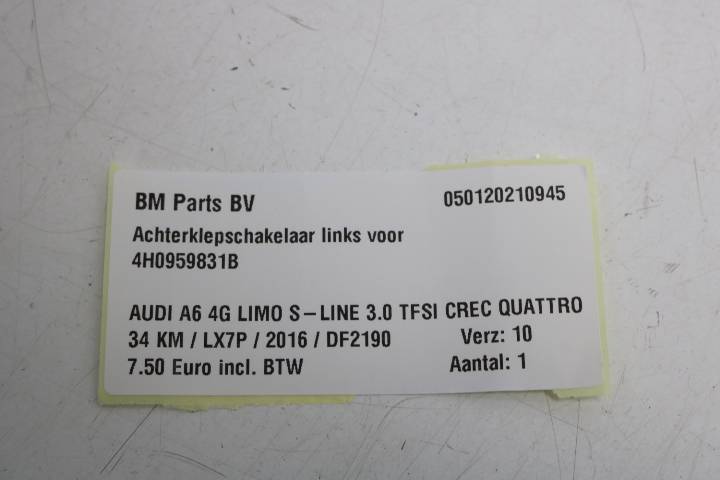 BM Parts BV 050120210945
Achterklepschakelaar links voor
4H0959831B
AUDI A6 4G LIMO S-LINE 3.0 TFSI CREC QUATTRO
34 KM / LX7P / 2016 / DF2190 Verz: 10
7.50 Euro incl. BTW Aantal: 1